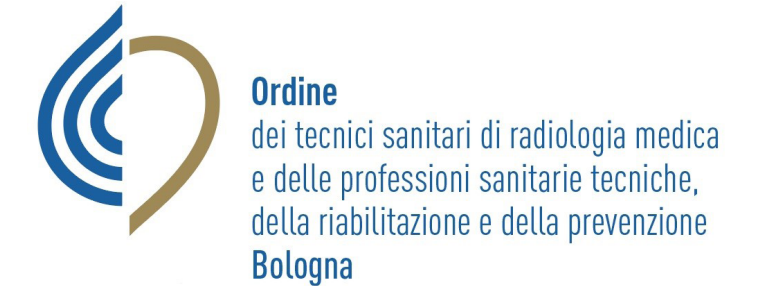 Ordine
dei tecnici sanitari di radiologia medica
e delle professioni sanitarie tecniche,
della riabilitazione e della prevenzione
Bologna